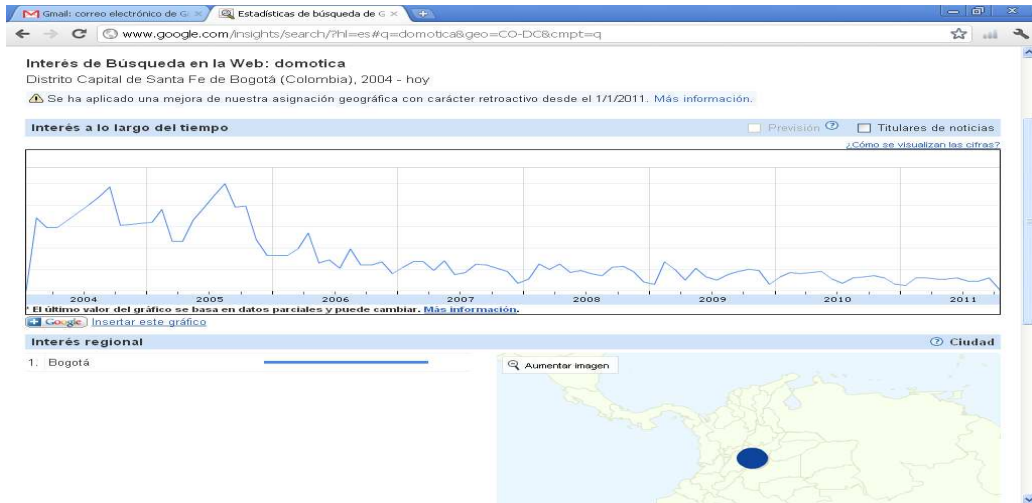 Gmail: correo electrónico de G
Estadísticas de búsqueda de G
www.google.com/insights/search/?hl=es#q=domotica&geo=CO-DC&cmpt=q
Interés de Búsqueda en la Web: domotica
Distrito Capital de Santa Fe de Bogotá (Colombia), 2004 - hoy
Se ha aplicado una mejora de nuestra asignación geográfica con carácter retroactivo desde el 1/1/2011. Más información.
Interés a lo largo del tiempo
Previsión ? Titulares de noticias
¿Cómo se visualizan las cifras?
2004 2005 2006 2007 2008 2009 2010 2011
* El último valor del gráfico se basa en datos parciales y puede cambiar. Más información.
Google Insertar este gráfico
Interés regional
? Ciudad
1. Bogotá
Aumentar imagen